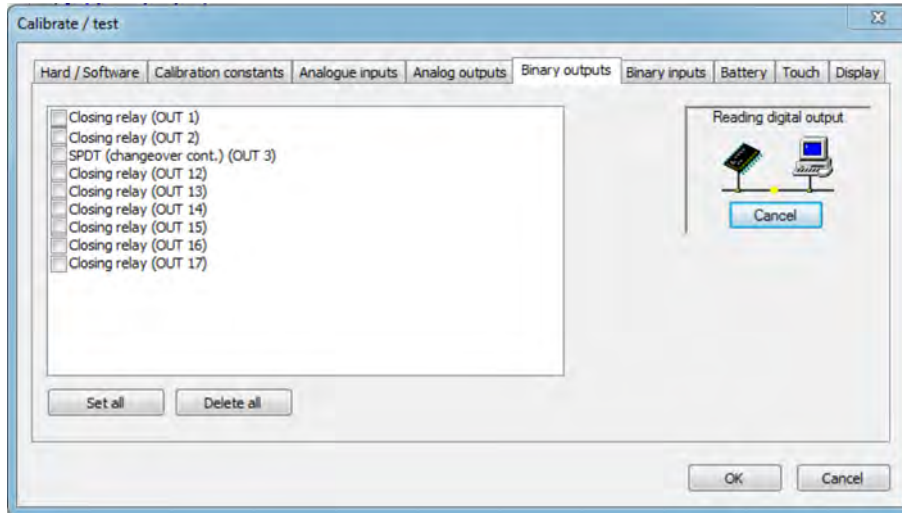 Calibrate / test
Hard / Software Calibration constants Analogue inputs Analog outputs Binary outputs Binary inputs Battery Touch Display
Closing relay (OUT 1)
Closing relay (OUT 2)
SPDT (changeover cont.) (OUT 3)
Closing relay (OUT 12)
Closing relay (OUT 13)
Closing relay (OUT 14)
Closing relay (OUT 15)
Closing relay (OUT 16)
Closing relay (OUT 17)
Reading digital output
Cancel
Set all Delete all
OK Cancel